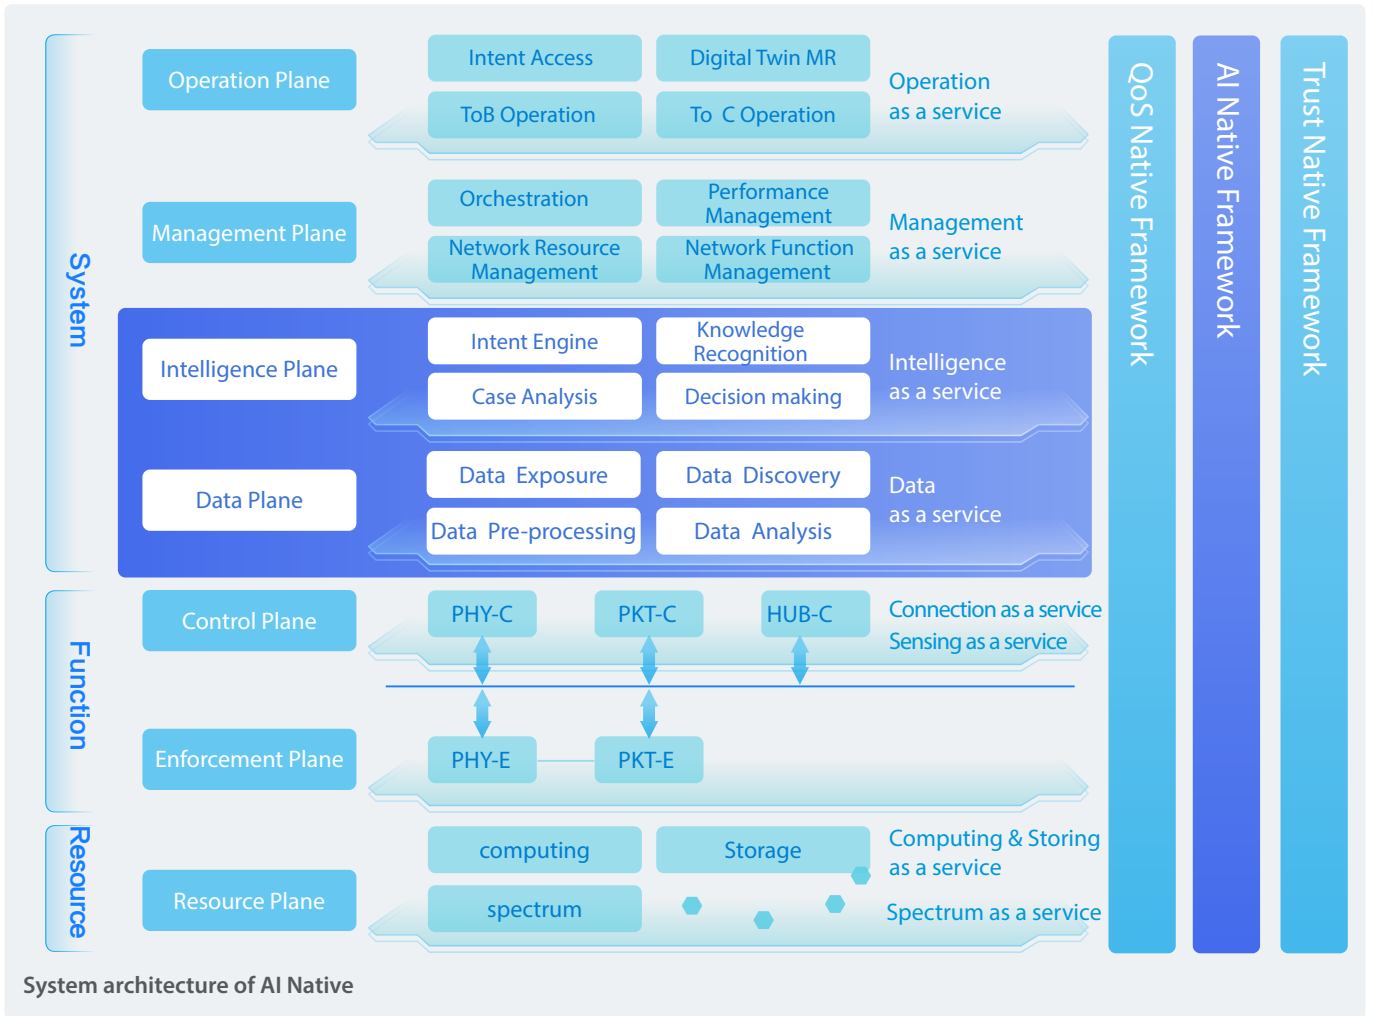 System
Operation Plane
Intent Access
Digital Twin MR
ToB Operation
To C Operation
Operation
as a service
Management Plane
Orchestration
Performance
Management
Network Resource
Management
Network Function
Management
Management
as a service
Intelligence Plane
Intent Engine
Knowledge
Recognition
Case Analysis
Decision making
Intelligence
as a service
Data Plane
Data Exposure
Data Discovery
Data Pre-processing
Data Analysis
Data
as a service
Function
Control Plane
PHY-C
PKT-C
HUB-C
Connection as a service
Sensing as a service
Enforcement Plane
PHY-E
PKT-E
Resource
Resource Plane
computing
Storage
spectrum
Computing & Storing
as a service
Spectrum as a service
QoS Native Framework
AI Native Framework
Trust Native Framework
System architecture of AI Native